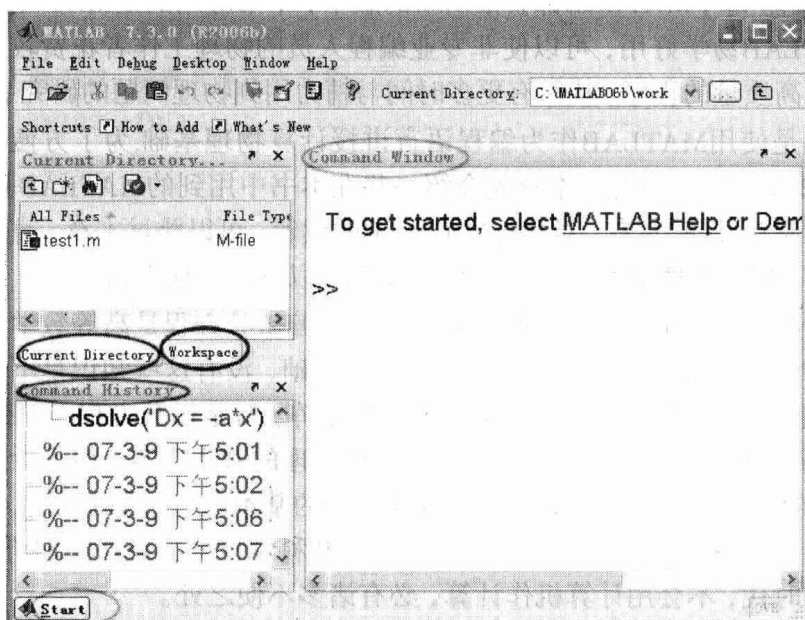 MATLAB 7.3.0 (R2006b)
File Edit Debug Desktop Window Help
Current Directory: C:\MATLAB06b\work
Shortcuts How to Add What's New
Current Directory...
All Files File Type
test1.m M-file
Current Directory Workspace
Command History
dsolve('Dx = -a*x')
%-- 07-3-9 下午5:01
%-- 07-3-9 下午5:02
%-- 07-3-9 下午5:06
%-- 07-3-9 下午5:07
Command Window
To get started, select MATLAB Help or Dem
>>
Start
OVR